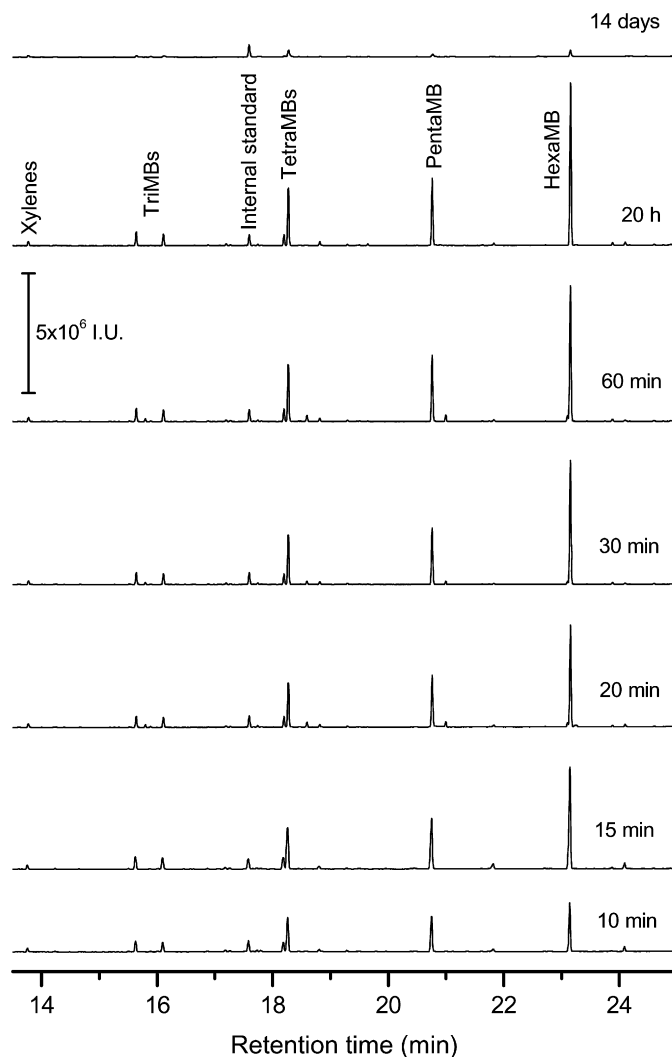 14 days
Xylenes
TriMBs
Internal standard
TetraMBs
PentaMB
HexaMB
20 h
5x10⁶ I.U.
60 min
30 min
20 min
15 min
10 min
14 16 18 20 22 24
Retention time (min)